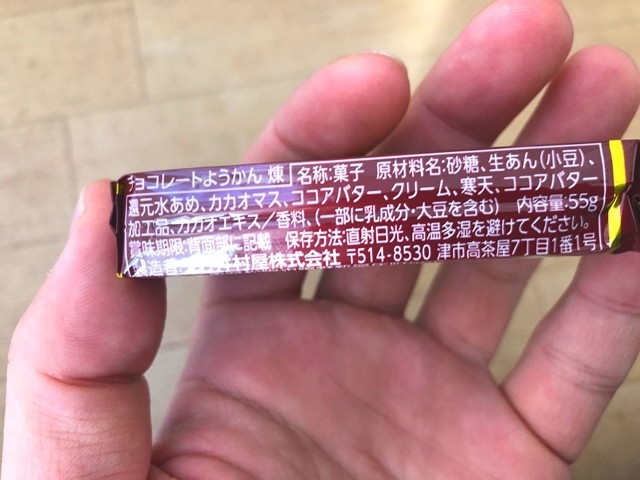 チョコレートようかん 煉 名称:菓子 原材料名:砂糖、生あん(小豆)、
還元水あめ、カカオマス、ココアバター、クリーム、寒天、ココアバター
加工品、カカオエキス/香料、(一部に乳成分・大豆を含む) 内容量:55g
賞味期限:裏面部に記載 保存方法:直射日光、高温多湿を避けてください。
製造者: 井村屋株式会社 〒514-8530 津市高茶屋7丁目1番1号